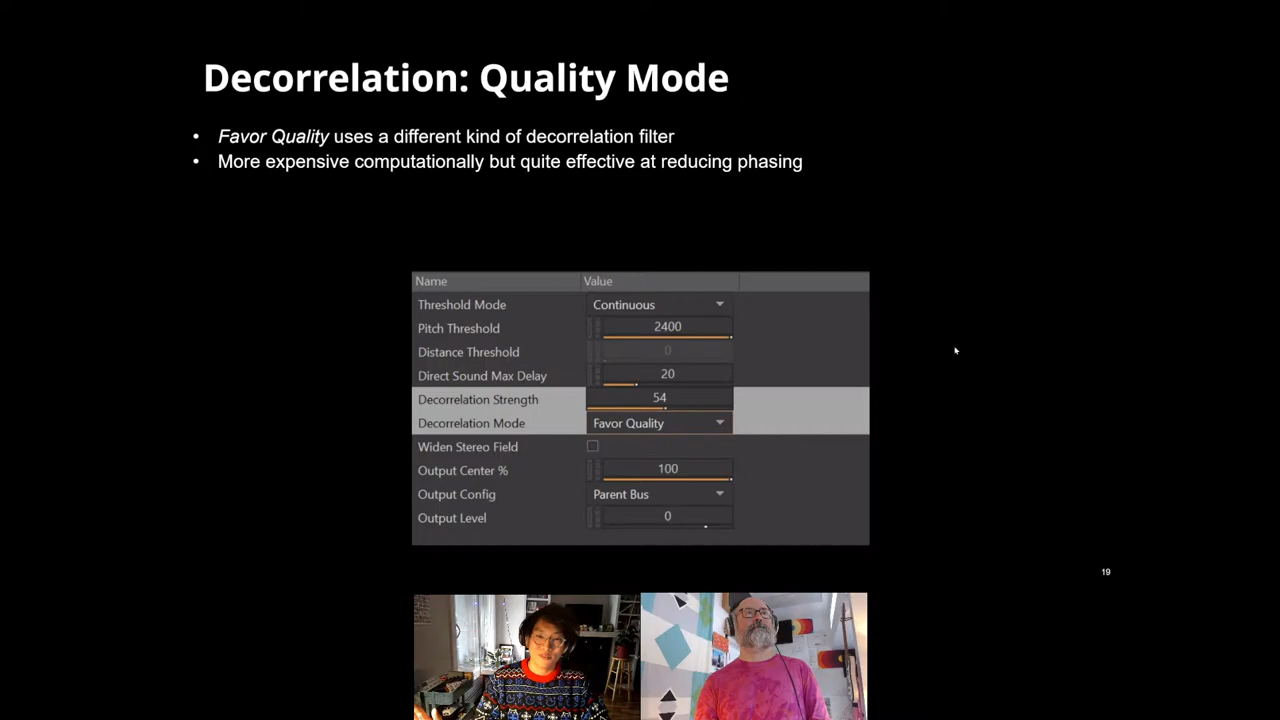 Decorrelation: Quality Mode
• Favor Quality uses a different kind of decorrelation filter
• More expensive computationally but quite effective at reducing phasing
Name Value
Threshold Mode Continuous
Pitch Threshold 2400
Distance Threshold 0
Direct Sound Max Delay 20
Decorrelation Strength 54
Decorrelation Mode Favor Quality
Widen Stereo Field
Output Center % 100
Output Config Parent Bus
Output Level 0
19